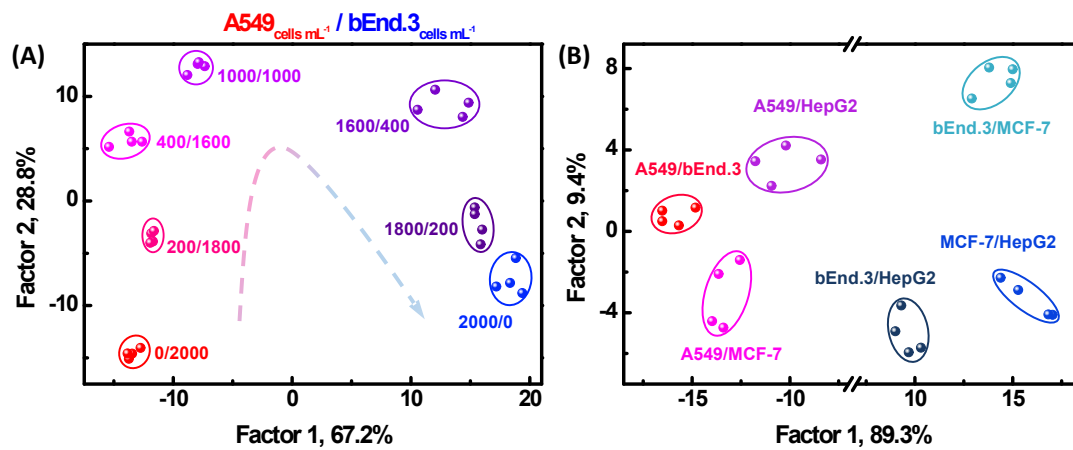 A549cells mL-1 / bEnd.3cells mL-1
(A)
1000/1000
400/1600
200/1800
0/2000
1600/400
1800/200
2000/0
10
0
-10
-10
0
10
20
Factor 2, 28.8%
Factor 1, 67.2%
(B)
A549/HepG2
bEnd.3/MCF-7
A549/bEnd.3
MCF-7/HepG2
bEnd.3/HepG2
A549/MCF-7
8
4
0
-4
-15
-10
10
15
Factor 2, 9.4%
Factor 1, 89.3%